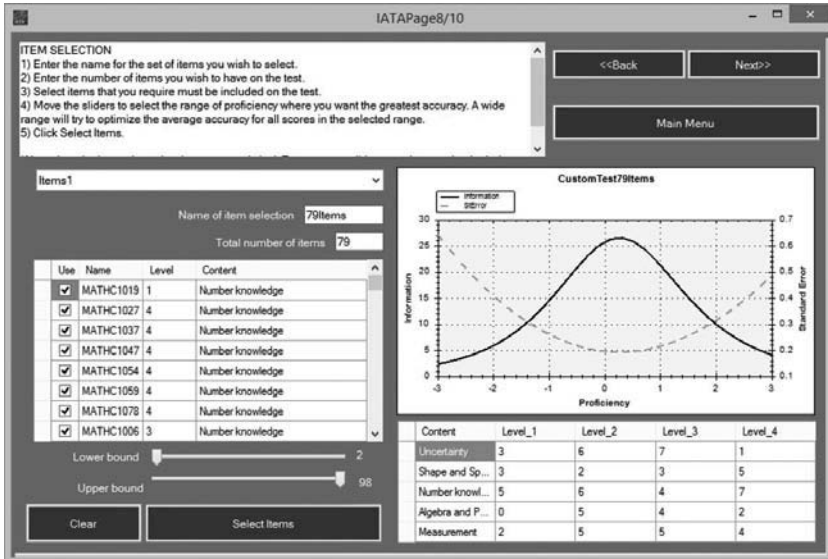 IATAPage8/10
ITEM SELECTION
1) Enter the name for the set of items you wish to select.
2) Enter the number of items you wish to have on the test.
3) Select items that you require must be included on the test.
4) Move the sliders to select the range of proficiency where you want the greatest accuracy. A wide
range will try to optimize the average accuracy for all scores in the selected range.
5) Click Select Items.
<<Back
Next>>
Main Menu
Items1
Name of item selection 79Items
Total number of items 79
Use Name Level Content
MATHC1019 1 Number knowledge
MATHC1027 4 Number knowledge
MATHC1037 4 Number knowledge
MATHC1047 4 Number knowledge
MATHC1054 4 Number knowledge
MATHC1059 4 Number knowledge
MATHC1078 4 Number knowledge
MATHC1006 3 Number knowledge
Lower bound 2
Upper bound 98
Clear
Select Items
CustomTest79Items
Information
StError
30
25
20
15
10
5
0
Information
0.7
0.6
0.5
0.4
0.3
0.2
0.1
Standard Error
-3 -2 -1 0 1 2 3
Proficiency
Content Level_1 Level_2 Level_3 Level_4
Uncertainty 3 6 7 1
Shape and Sp... 3 2 3 5
Number knowl... 5 6 4 7
Algebra and P... 0 5 4 2
Measurement 2 5 5 4